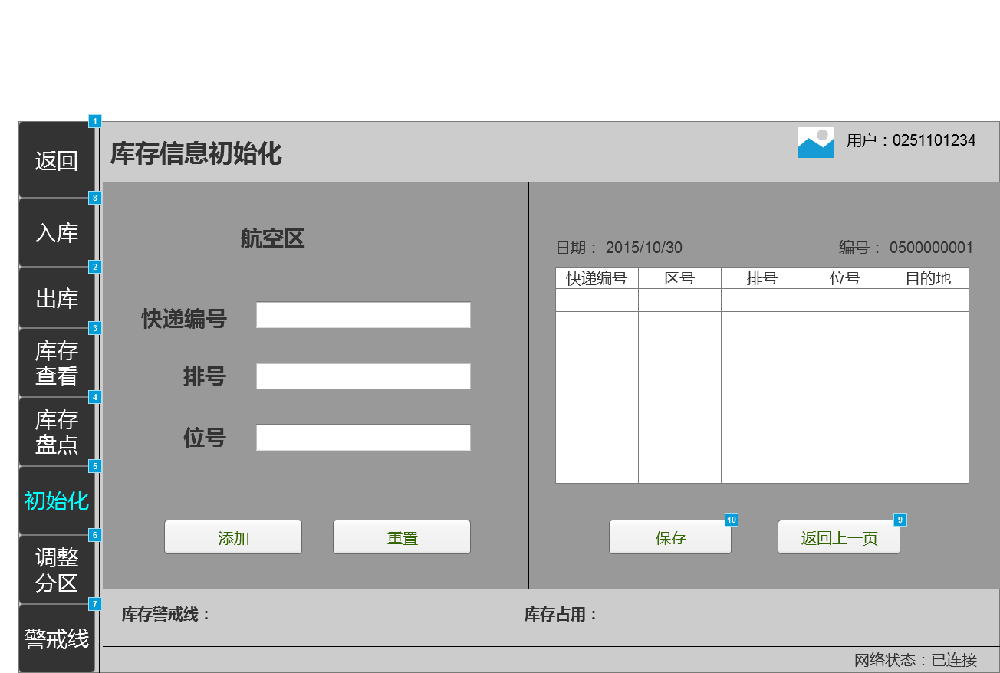 1
返回
库存信息初始化
用户：0251101234
8
入库
2
出库
3
库存
查看
4
库存
盘点
5
初始化
6
调整
分区
7
警戒线
航空区
快递编号
排号
位号
添加
重置
日期： 2015/10/30
编号： 0500000001
快递编号 区号 排号 位号 目的地
10
保存
9
返回上一页
库存警戒线：
库存占用：
网络状态：已连接